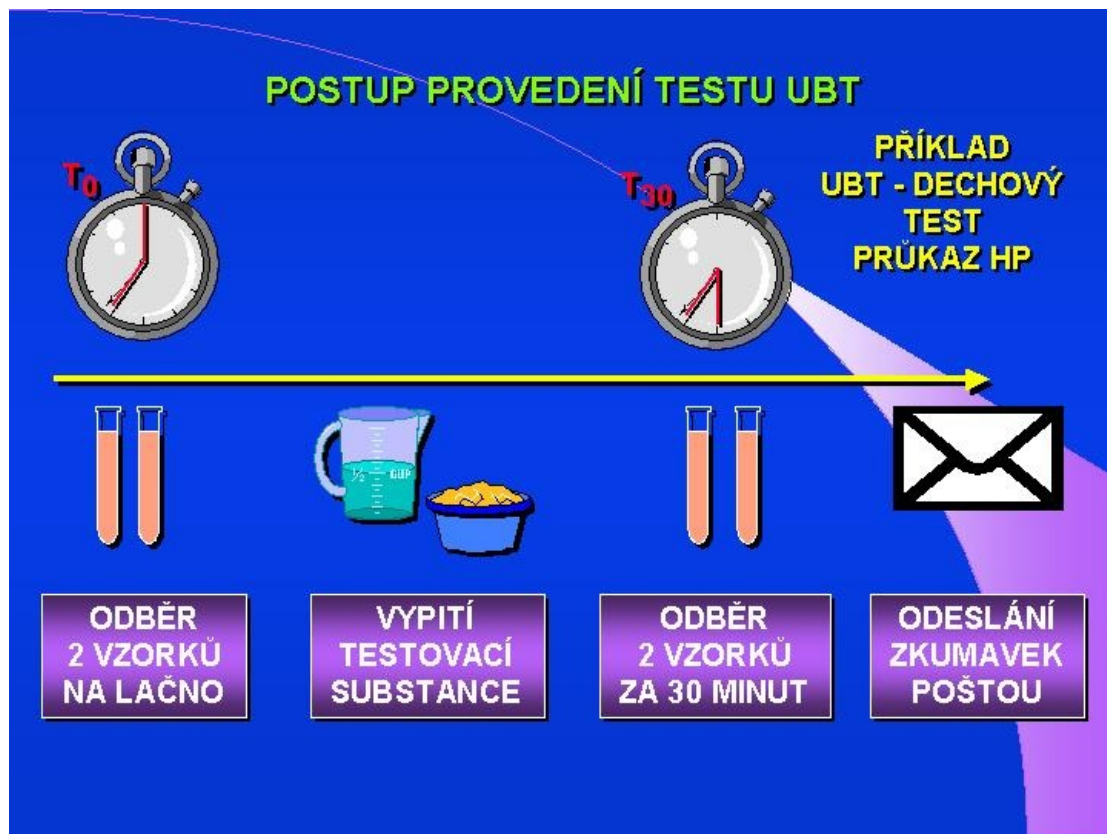 POSTUP PROVEDENÍ TESTU UBT
T0
T30
PŘÍKLAD
UBT - DECHOVÝ
TEST
PRŮKAZ HP
1/2 CUP
ODBĚR
2 VZORKŮ
NA LAČNO
VYPITÍ
TESTOVACÍ
SUBSTANCE
ODBĚR
2 VZORKŮ
ZA 30 MINUT
ODESLÁNÍ
ZKUMAVEK
POŠTOU